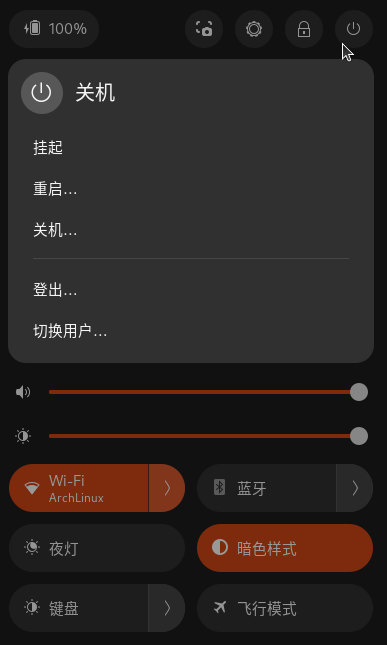 100%
关机
挂起
重启…
关机…
登出…
切换用户…
Wi-Fi
ArchLinux
蓝牙
夜灯
暗色样式
键盘
飞行模式